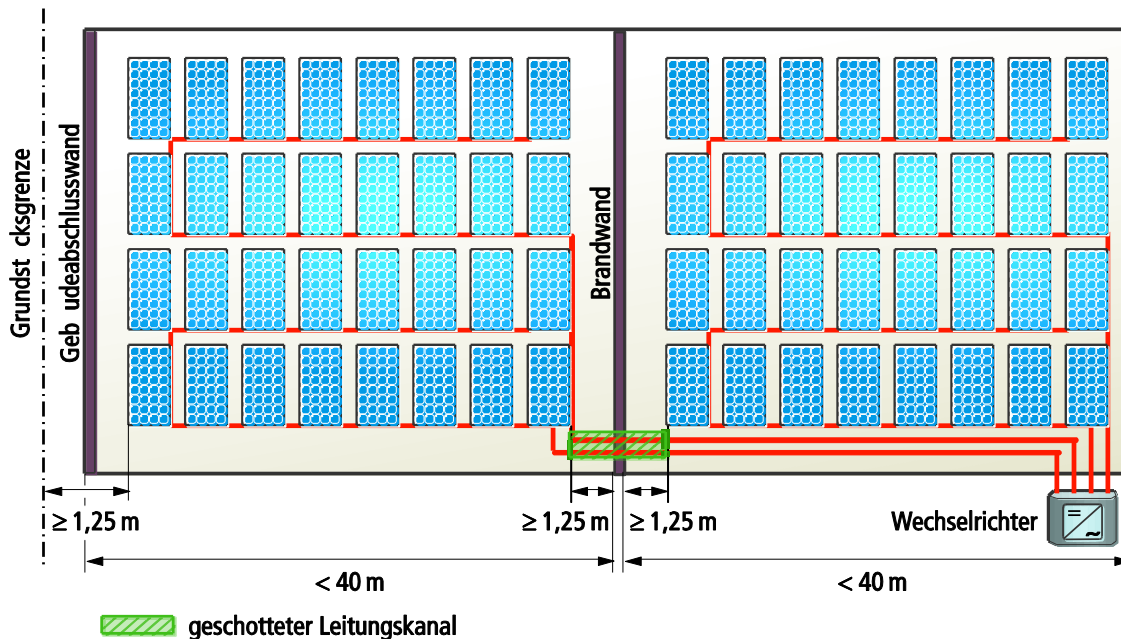 Grundst cksgrenze
Geb udeabschlusswand
Brandwand
≥ 1,25 m
≥ 1,25 m
≥ 1,25 m
Wechselrichter
=
~
< 40 m
< 40 m
geschotteter Leitungskanal